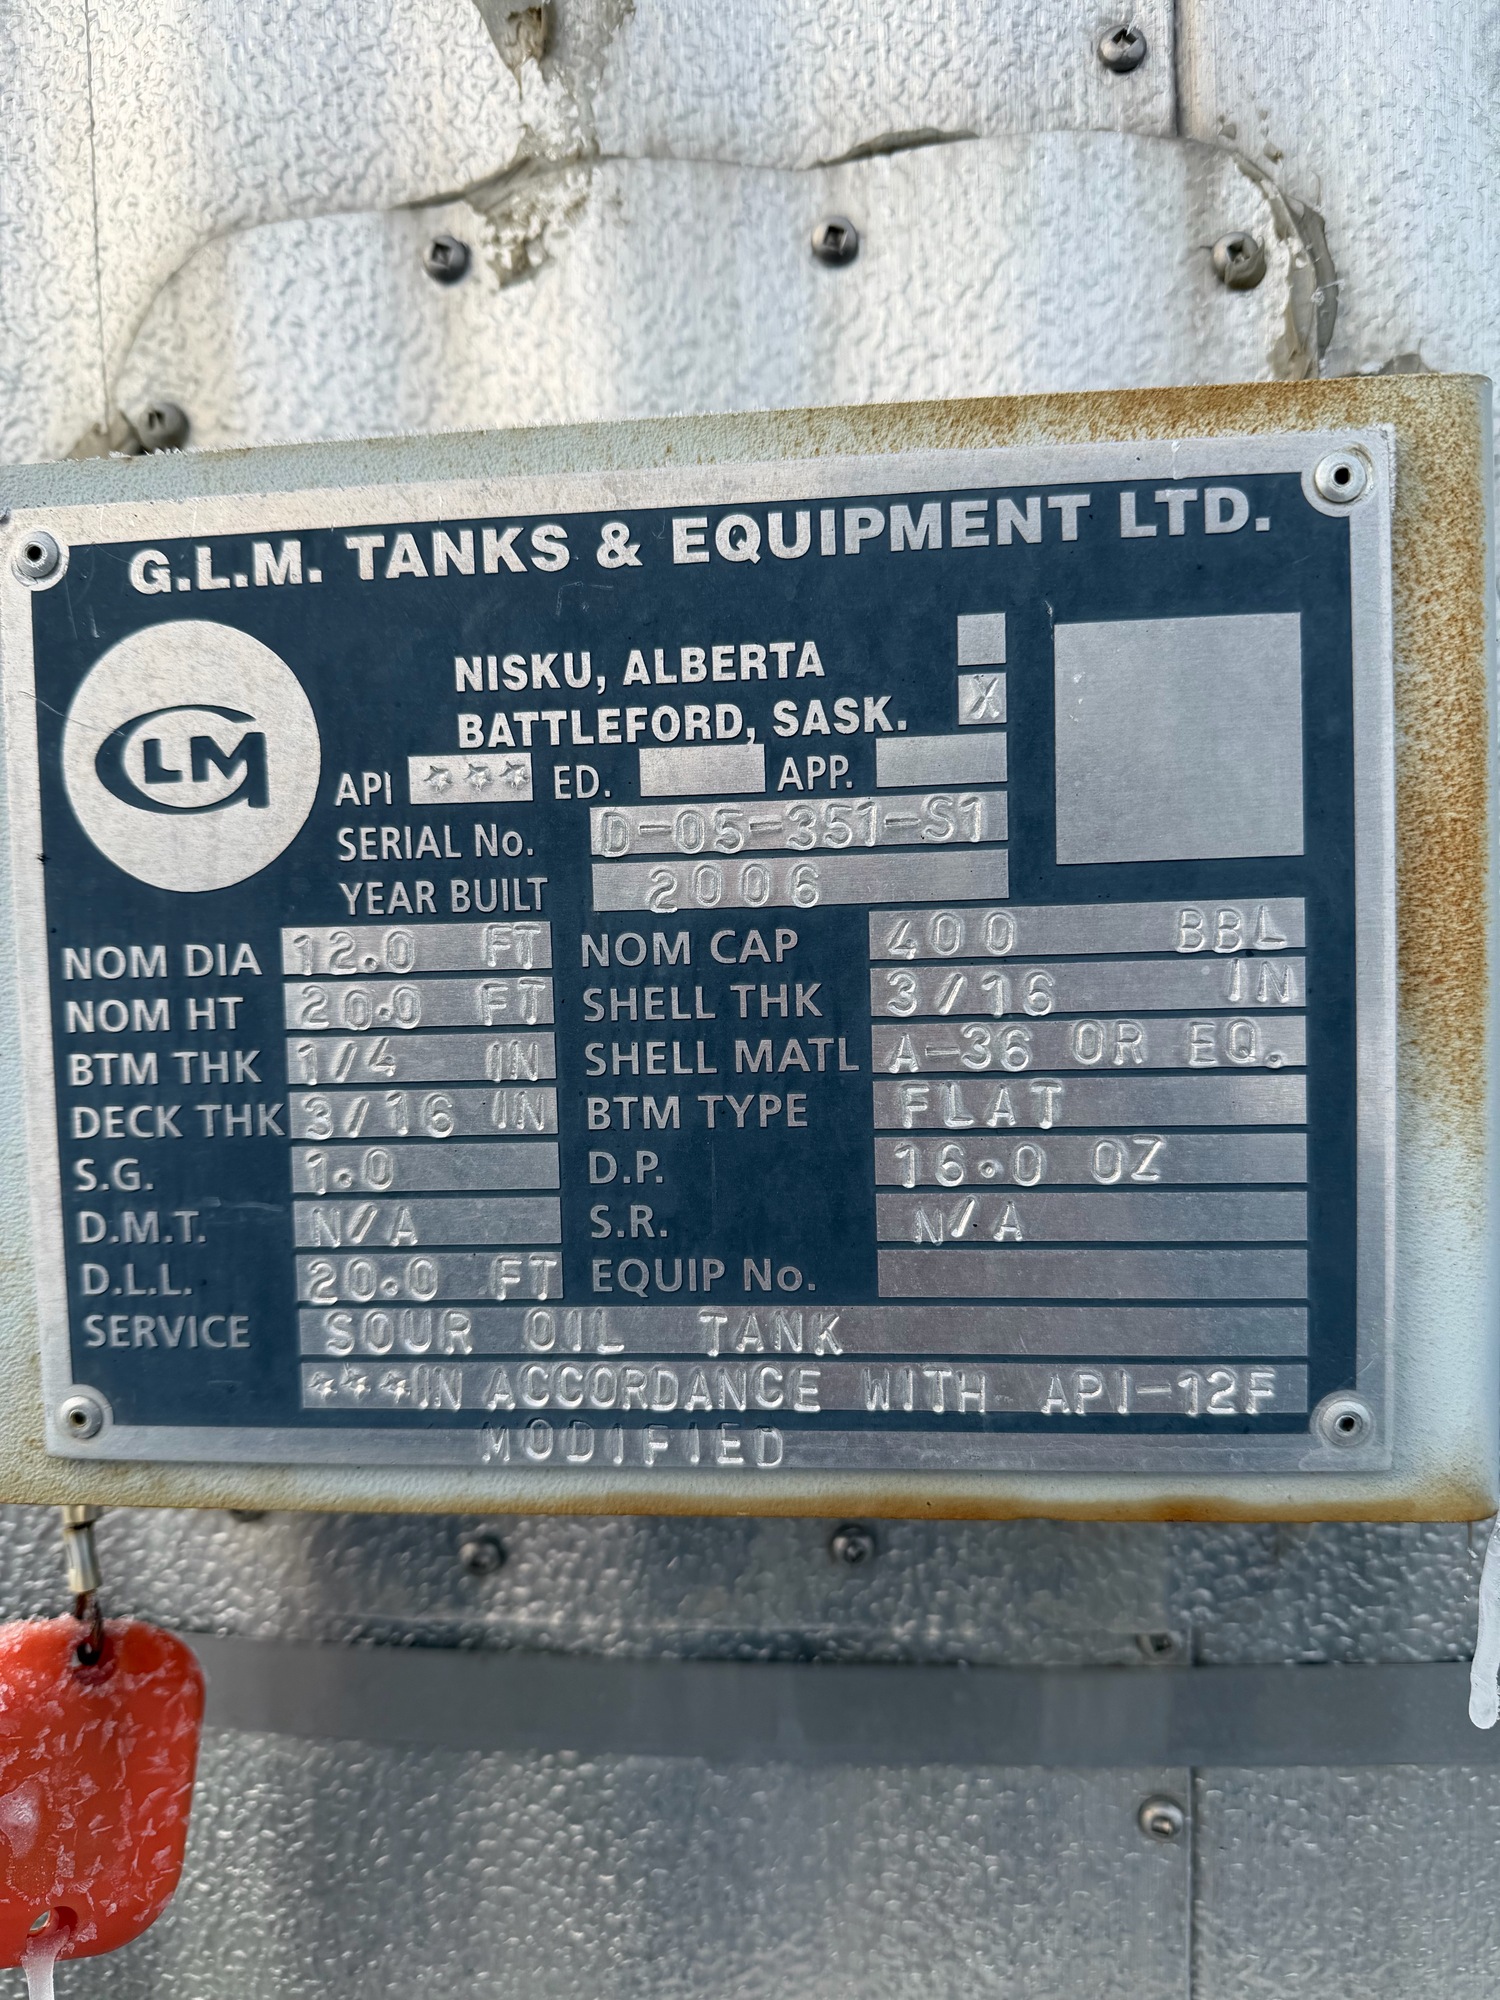 G.L.M. TANKS & EQUIPMENT LTD.
GLM
NISKU, ALBERTA
BATTLEFORD, SASK. X
API *** ED. APP.
SERIAL No. D-05-351-S1
YEAR BUILT 2006
NOM DIA 12.0 FT NOM CAP 400 BBL
NOM HT 20.0 FT SHELL THK 3/16 IN
BTM THK 1/4 IN SHELL MATL A-36 OR EQ.
DECK THK 3/16 IN BTM TYPE FLAT
S.G. 1.0 D.P. 16.0 OZ
D.M.T. N/A S.R. N/A
D.L.L. 20.0 FT EQUIP No.
SERVICE SOUR OIL TANK
***IN ACCORDANCE WITH API-12F
MODIFIED